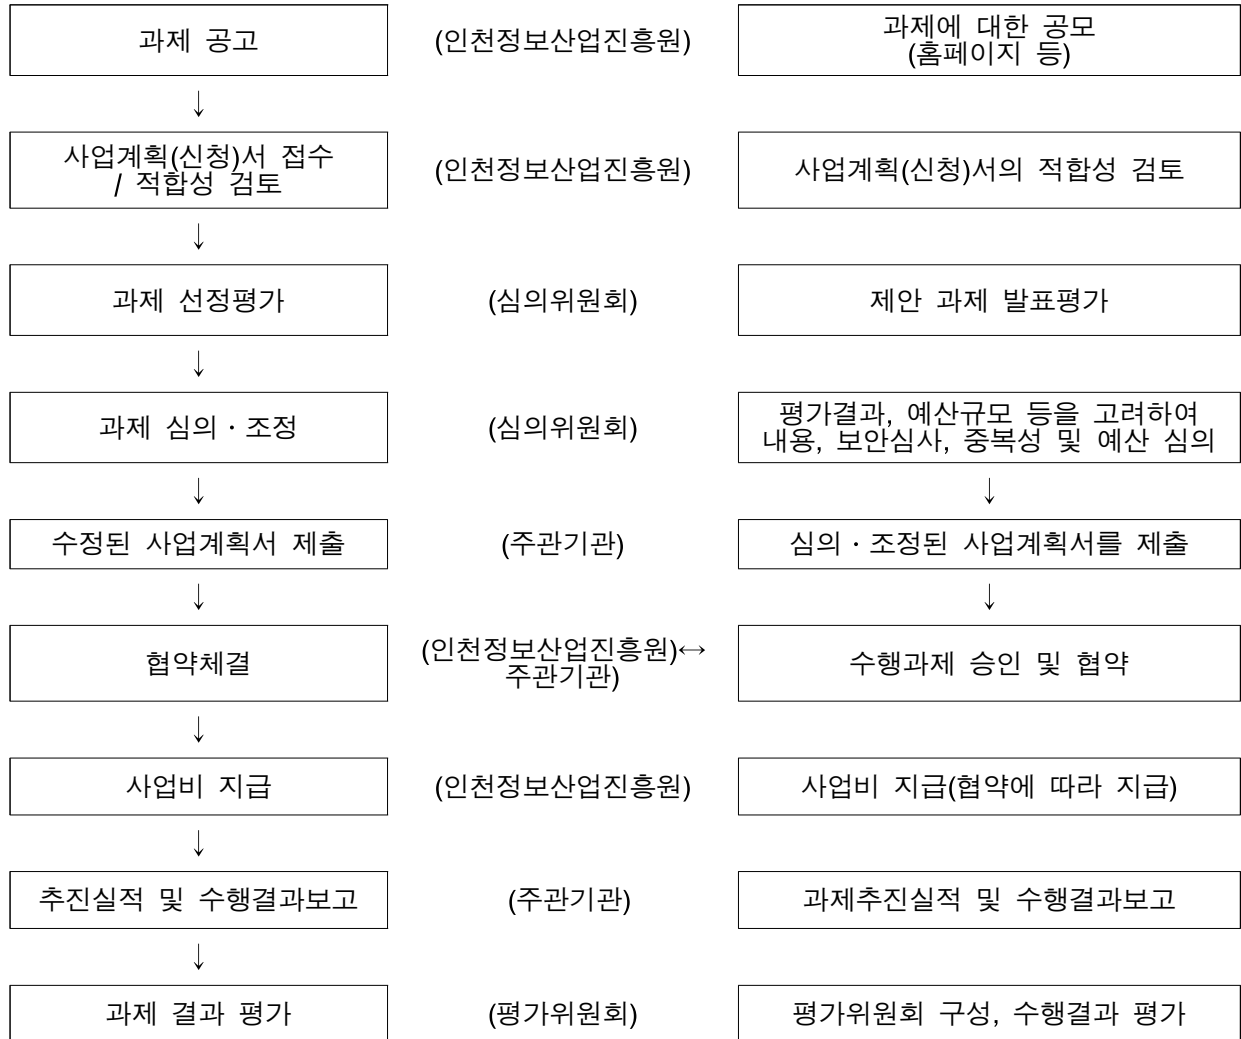 과제 공고
(인천정보산업진흥원)
과제에 대한 공모
(홈페이지 등)
↓
사업계획(신청)서 접수
/ 적합성 검토
(인천정보산업진흥원)
사업계획(신청)서의 적합성 검토
↓
과제 선정평가
(심의위원회)
제안 과제 발표평가
↓
과제 심의 · 조정
(심의위원회)
평가결과, 예산규모 등을 고려하여
내용, 보안심사, 중복성 및 예산 심의
↓
↓
수정된 사업계획서 제출
(주관기관)
심의 · 조정된 사업계획서를 제출
↓
↓
협약체결
(인천정보산업진흥원)↔
주관기관)
수행과제 승인 및 협약
↓
사업비 지급
(인천정보산업진흥원)
사업비 지급(협약에 따라 지급)
↓
추진실적 및 수행결과보고
(주관기관)
과제추진실적 및 수행결과보고
↓
과제 결과 평가
(평가위원회)
평가위원회 구성, 수행결과 평가